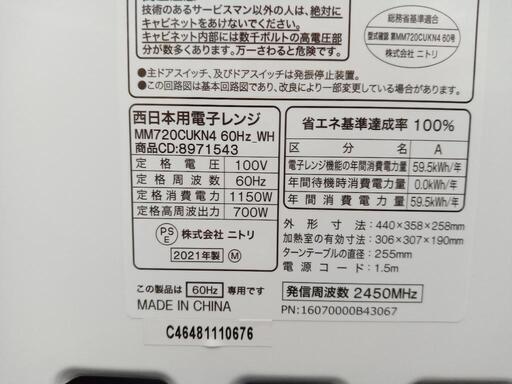 技術のあるサービスマン以外の人は、絶対に
キャビネットをあけないでください。
キャビネット内部には数千ボルトの高電圧部
分がありますので、万一さわると危険です。
総務省基準適合
型式確認 第MM720CUKN4 60号
株式会社 ニトリ
●主ドアスイッチ、及びドアスイッチは発振停止装置。
●この回路図は基本回路図であり、改良により一部変更
西日本用電子レンジ
MM720CUKN4 60Hz_WH
商品CD:8971543
定格電圧 100V
定格周波数 60Hz
定格消費電力 1150W
定格高周波出力 700W
PSE 株式会社 ニトリ
2021年製 M
この製品は 60Hz 専用です
MADE IN CHINA
C46481110676
省エネ基準達成率 100%
区分名 A
電子レンジ機能の年間消費電力量 59.5kWh/年
年間待機時消費電力量 0.0kWh/年
年間消費電力量 59.5kWh/年
外形寸法:440×358×258mm
加熱室の有効寸法:306×307×190mm
ターンテーブルの直径:255mm
電源コード:1.5m
発信周波数 2450MHz
PN:16070000B43067